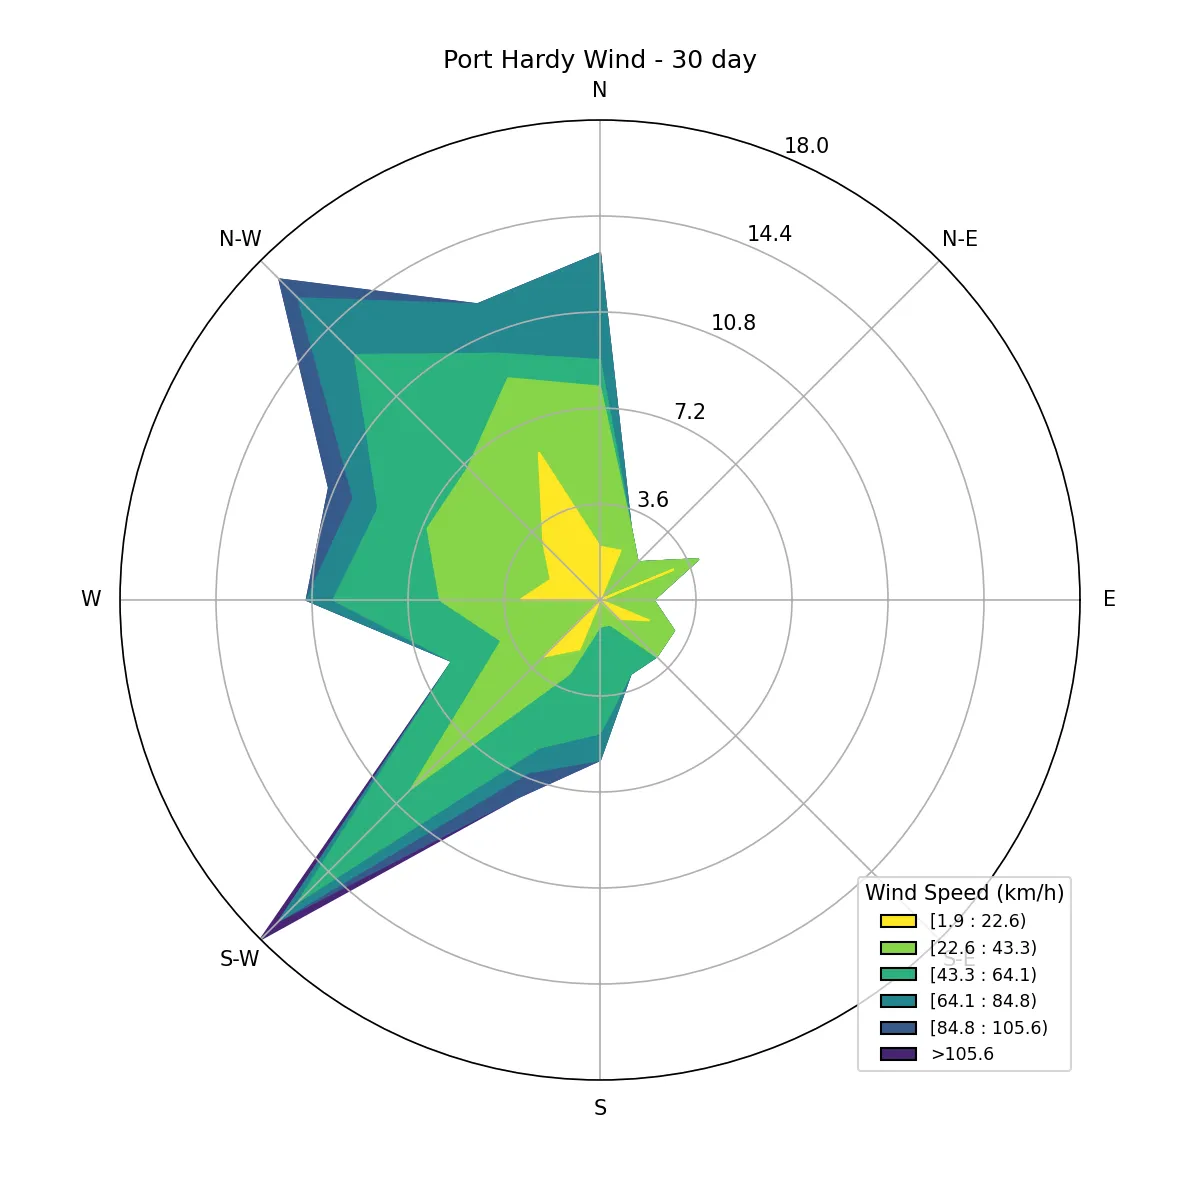 Port Hardy Wind - 30 day
N
18.0
14.4
N-W
N-E
10.8
7.2
3.6
W
E
Wind Speed (km/h)
[1.9 : 22.6)
[22.6 : 43.3)
S-W
S-E
[43.3 : 64.1)
[64.1 : 84.8)
[84.8 : 105.6)
>105.6
S